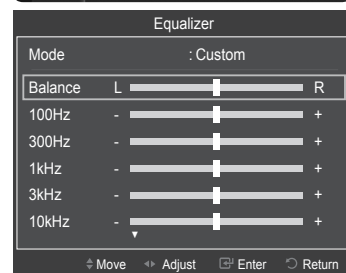 Equalizer
Mode : Custom
Balance L R
100Hz - +
300Hz - +
1kHz - +
3kHz - +
10kHz - +
Move Adjust Enter Return